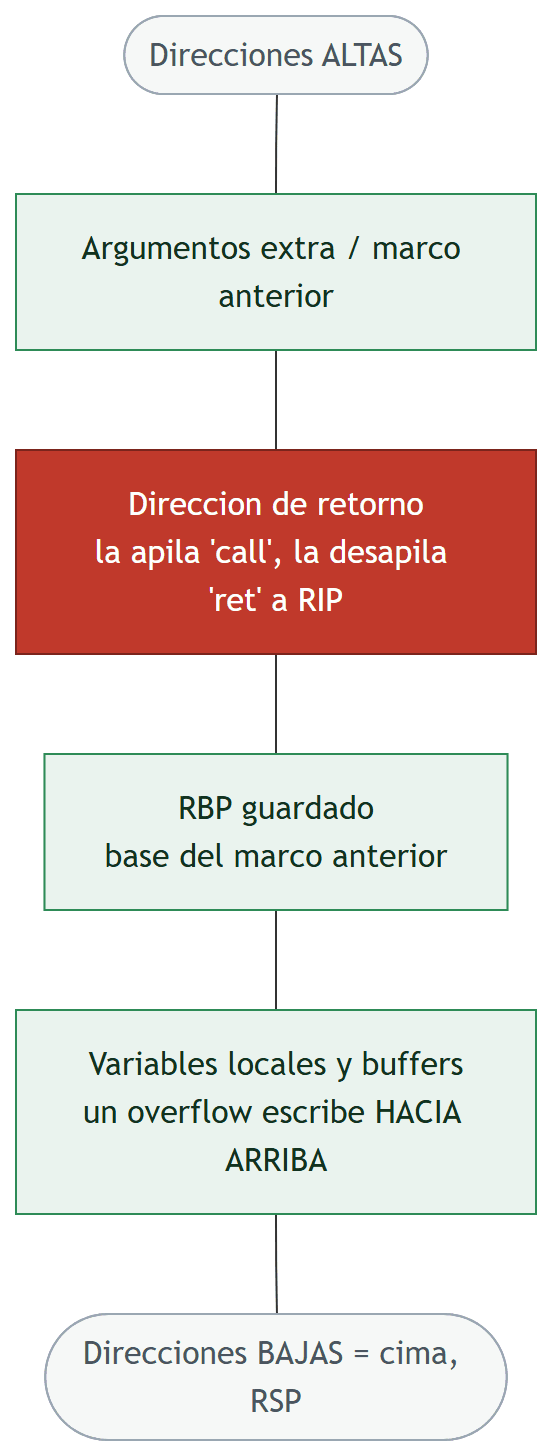 Direcciones ALTAS
Argumentos extra / marco
anterior
Direccion de retorno
la apila 'call', la desapila
'ret' a RIP
RBP guardado
base del marco anterior
Variables locales y buffers
un overflow escribe HACIA
ARRIBA
Direcciones BAJAS = cima,
RSP